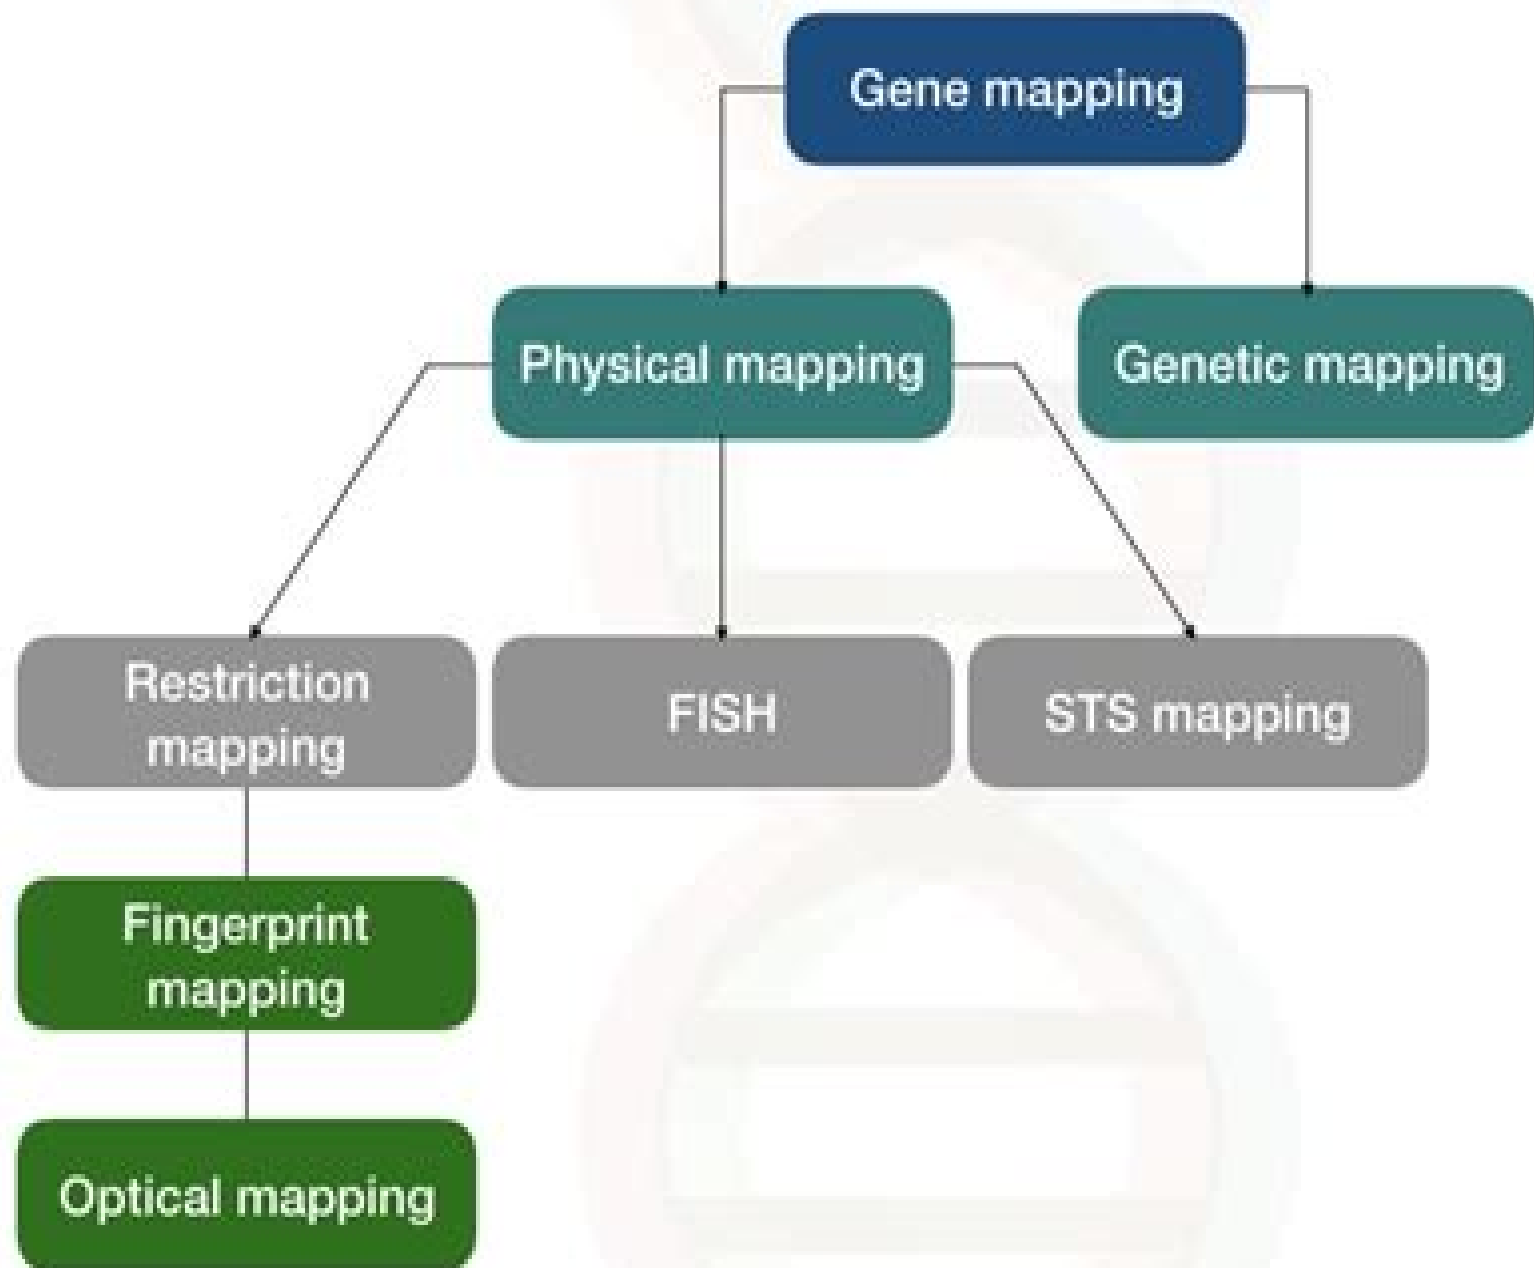 Gene mapping
Physical mapping
Genetic mapping
Restriction
mapping
FISH
STS mapping
Fingerprint
mapping
Optical mapping